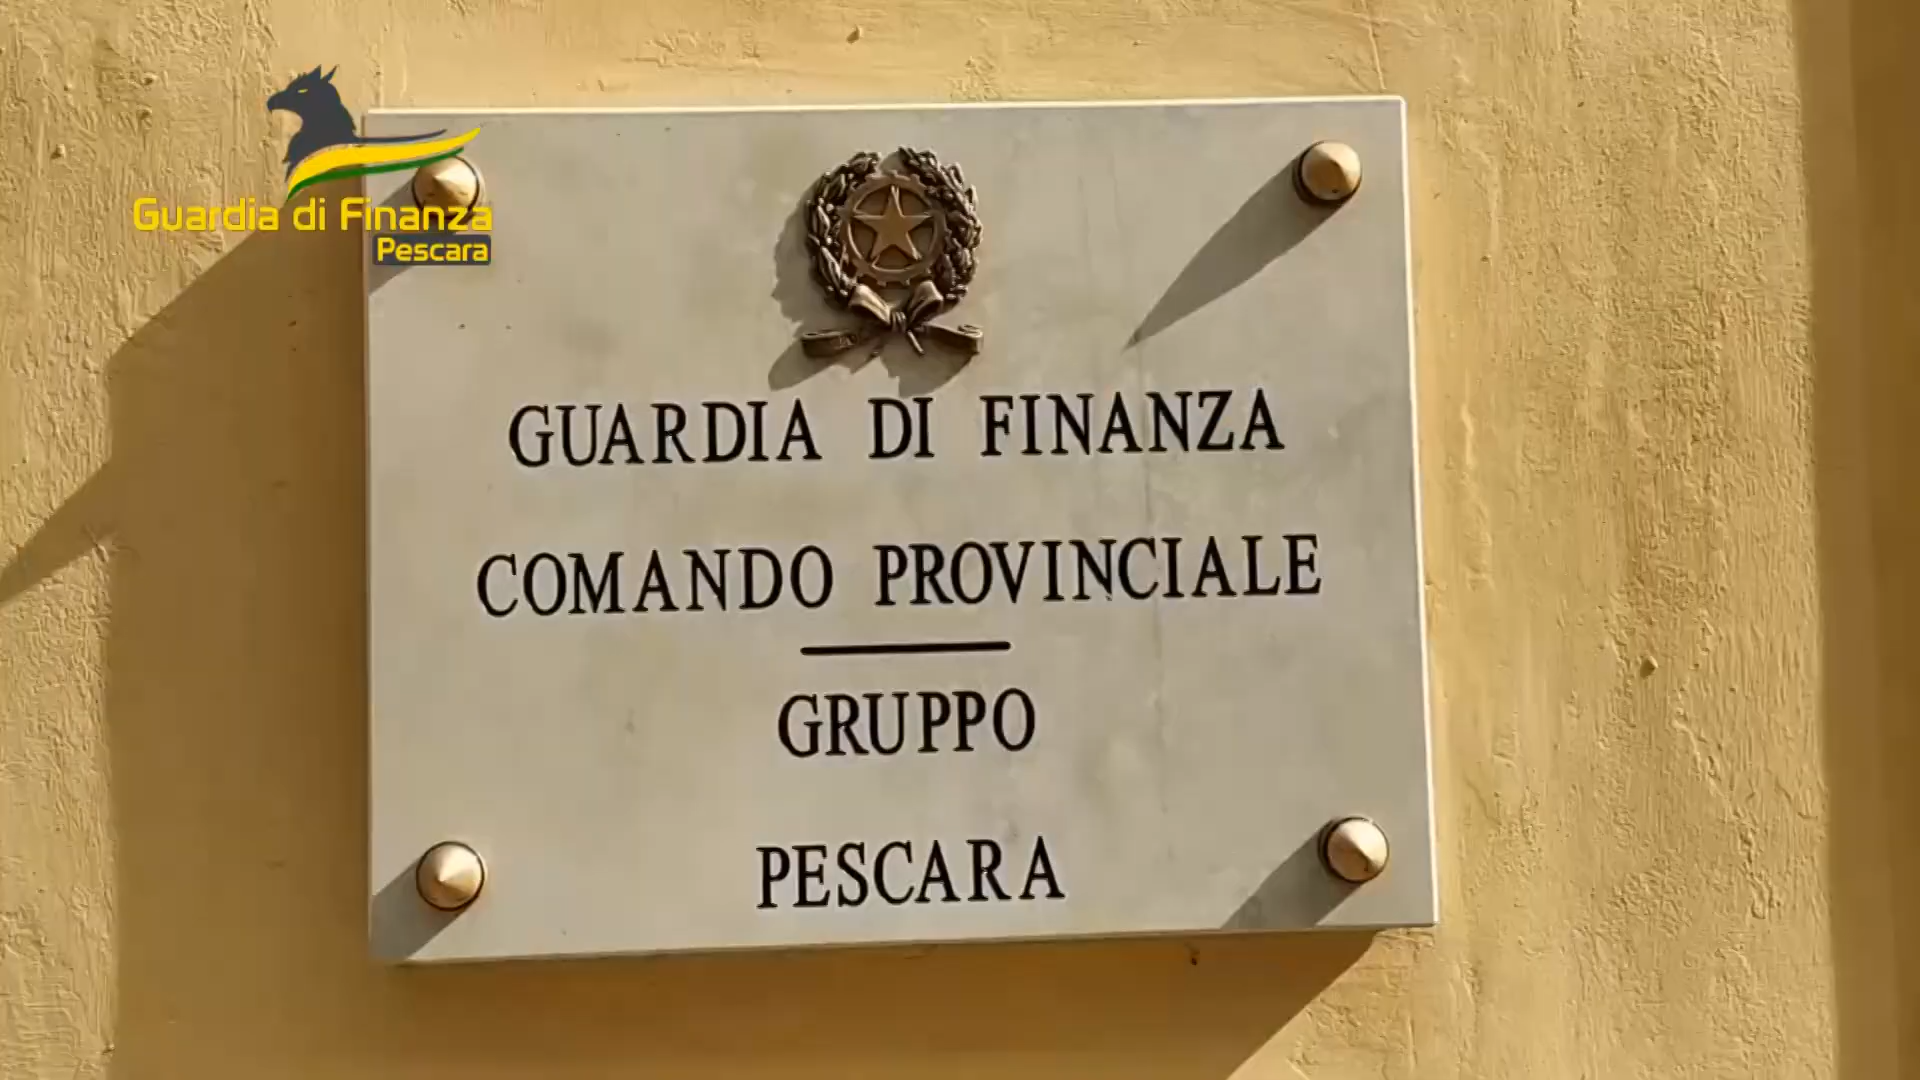 Guardia di Finanza
Pescara
GUARDIA DI FINANZA
COMANDO PROVINCIALE
GRUPPO
PESCARA